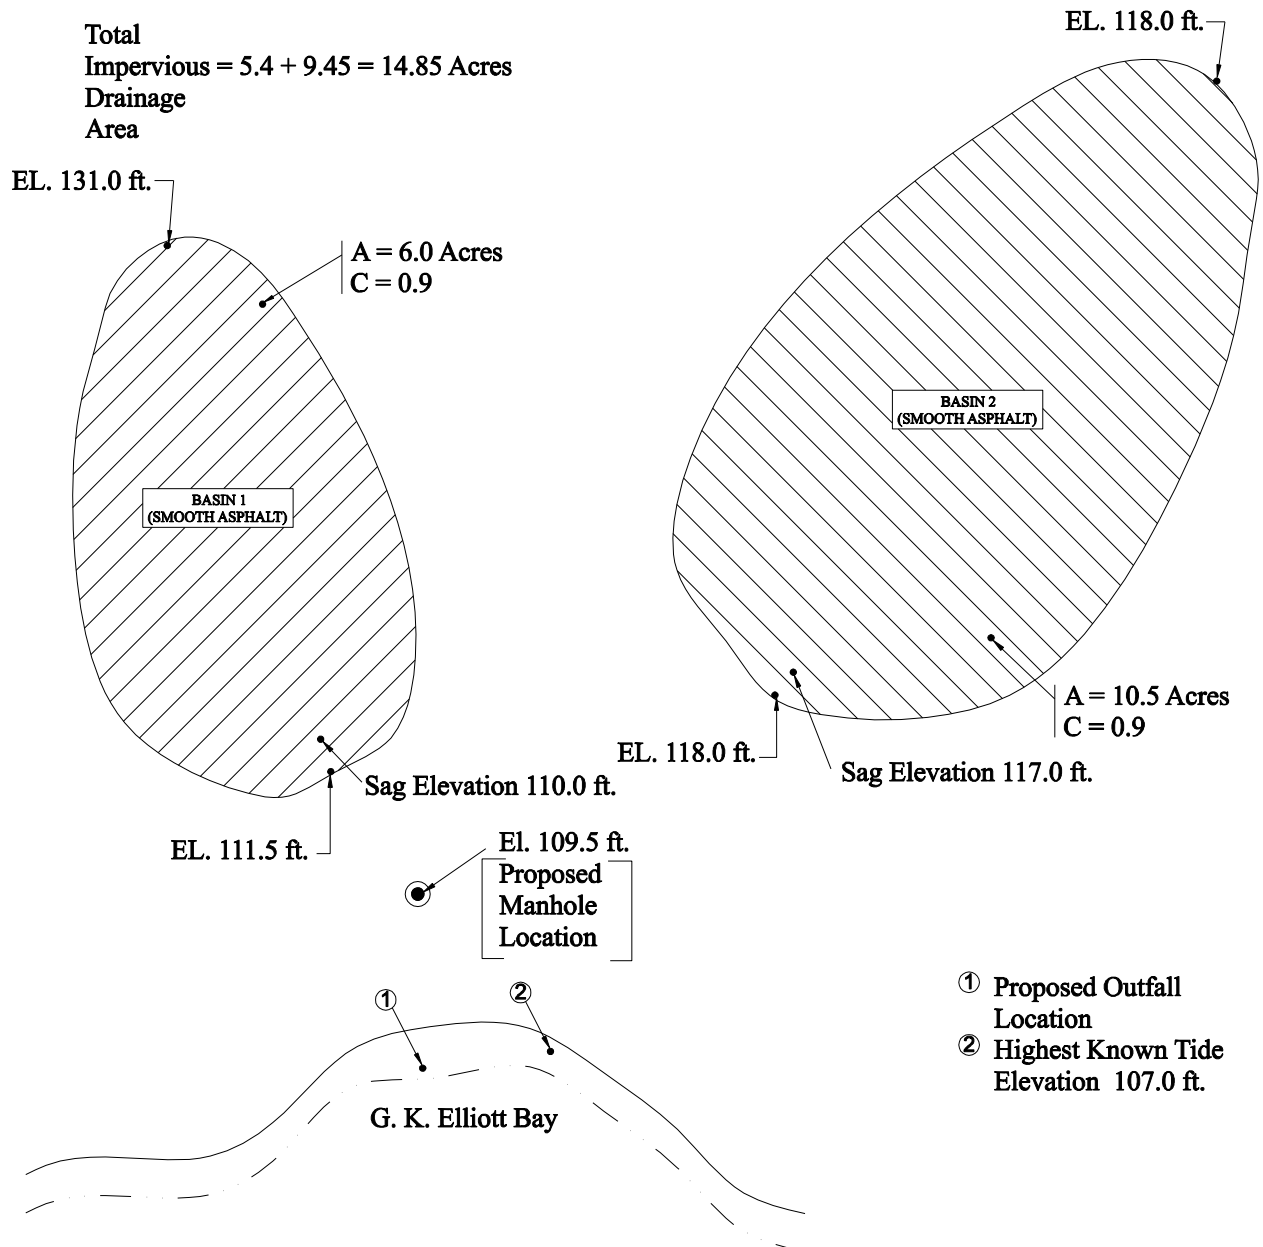 Total
Impervious = 5.4 + 9.45 = 14.85 Acres
Drainage
Area
EL. 118.0 ft.
EL. 131.0 ft.
A = 6.0 Acres
C = 0.9
BASIN 2
(SMOOTH ASPHALT)
BASIN 1
(SMOOTH ASPHALT)
A = 10.5 Acres
C = 0.9
EL. 118.0 ft.
Sag Elevation 117.0 ft.
Sag Elevation 110.0 ft.
EL. 111.5 ft.
El. 109.5 ft.
Proposed
Manhole
Location
1
2
1 Proposed Outfall
Location
2 Highest Known Tide
Elevation 107.0 ft.
G. K. Elliott Bay